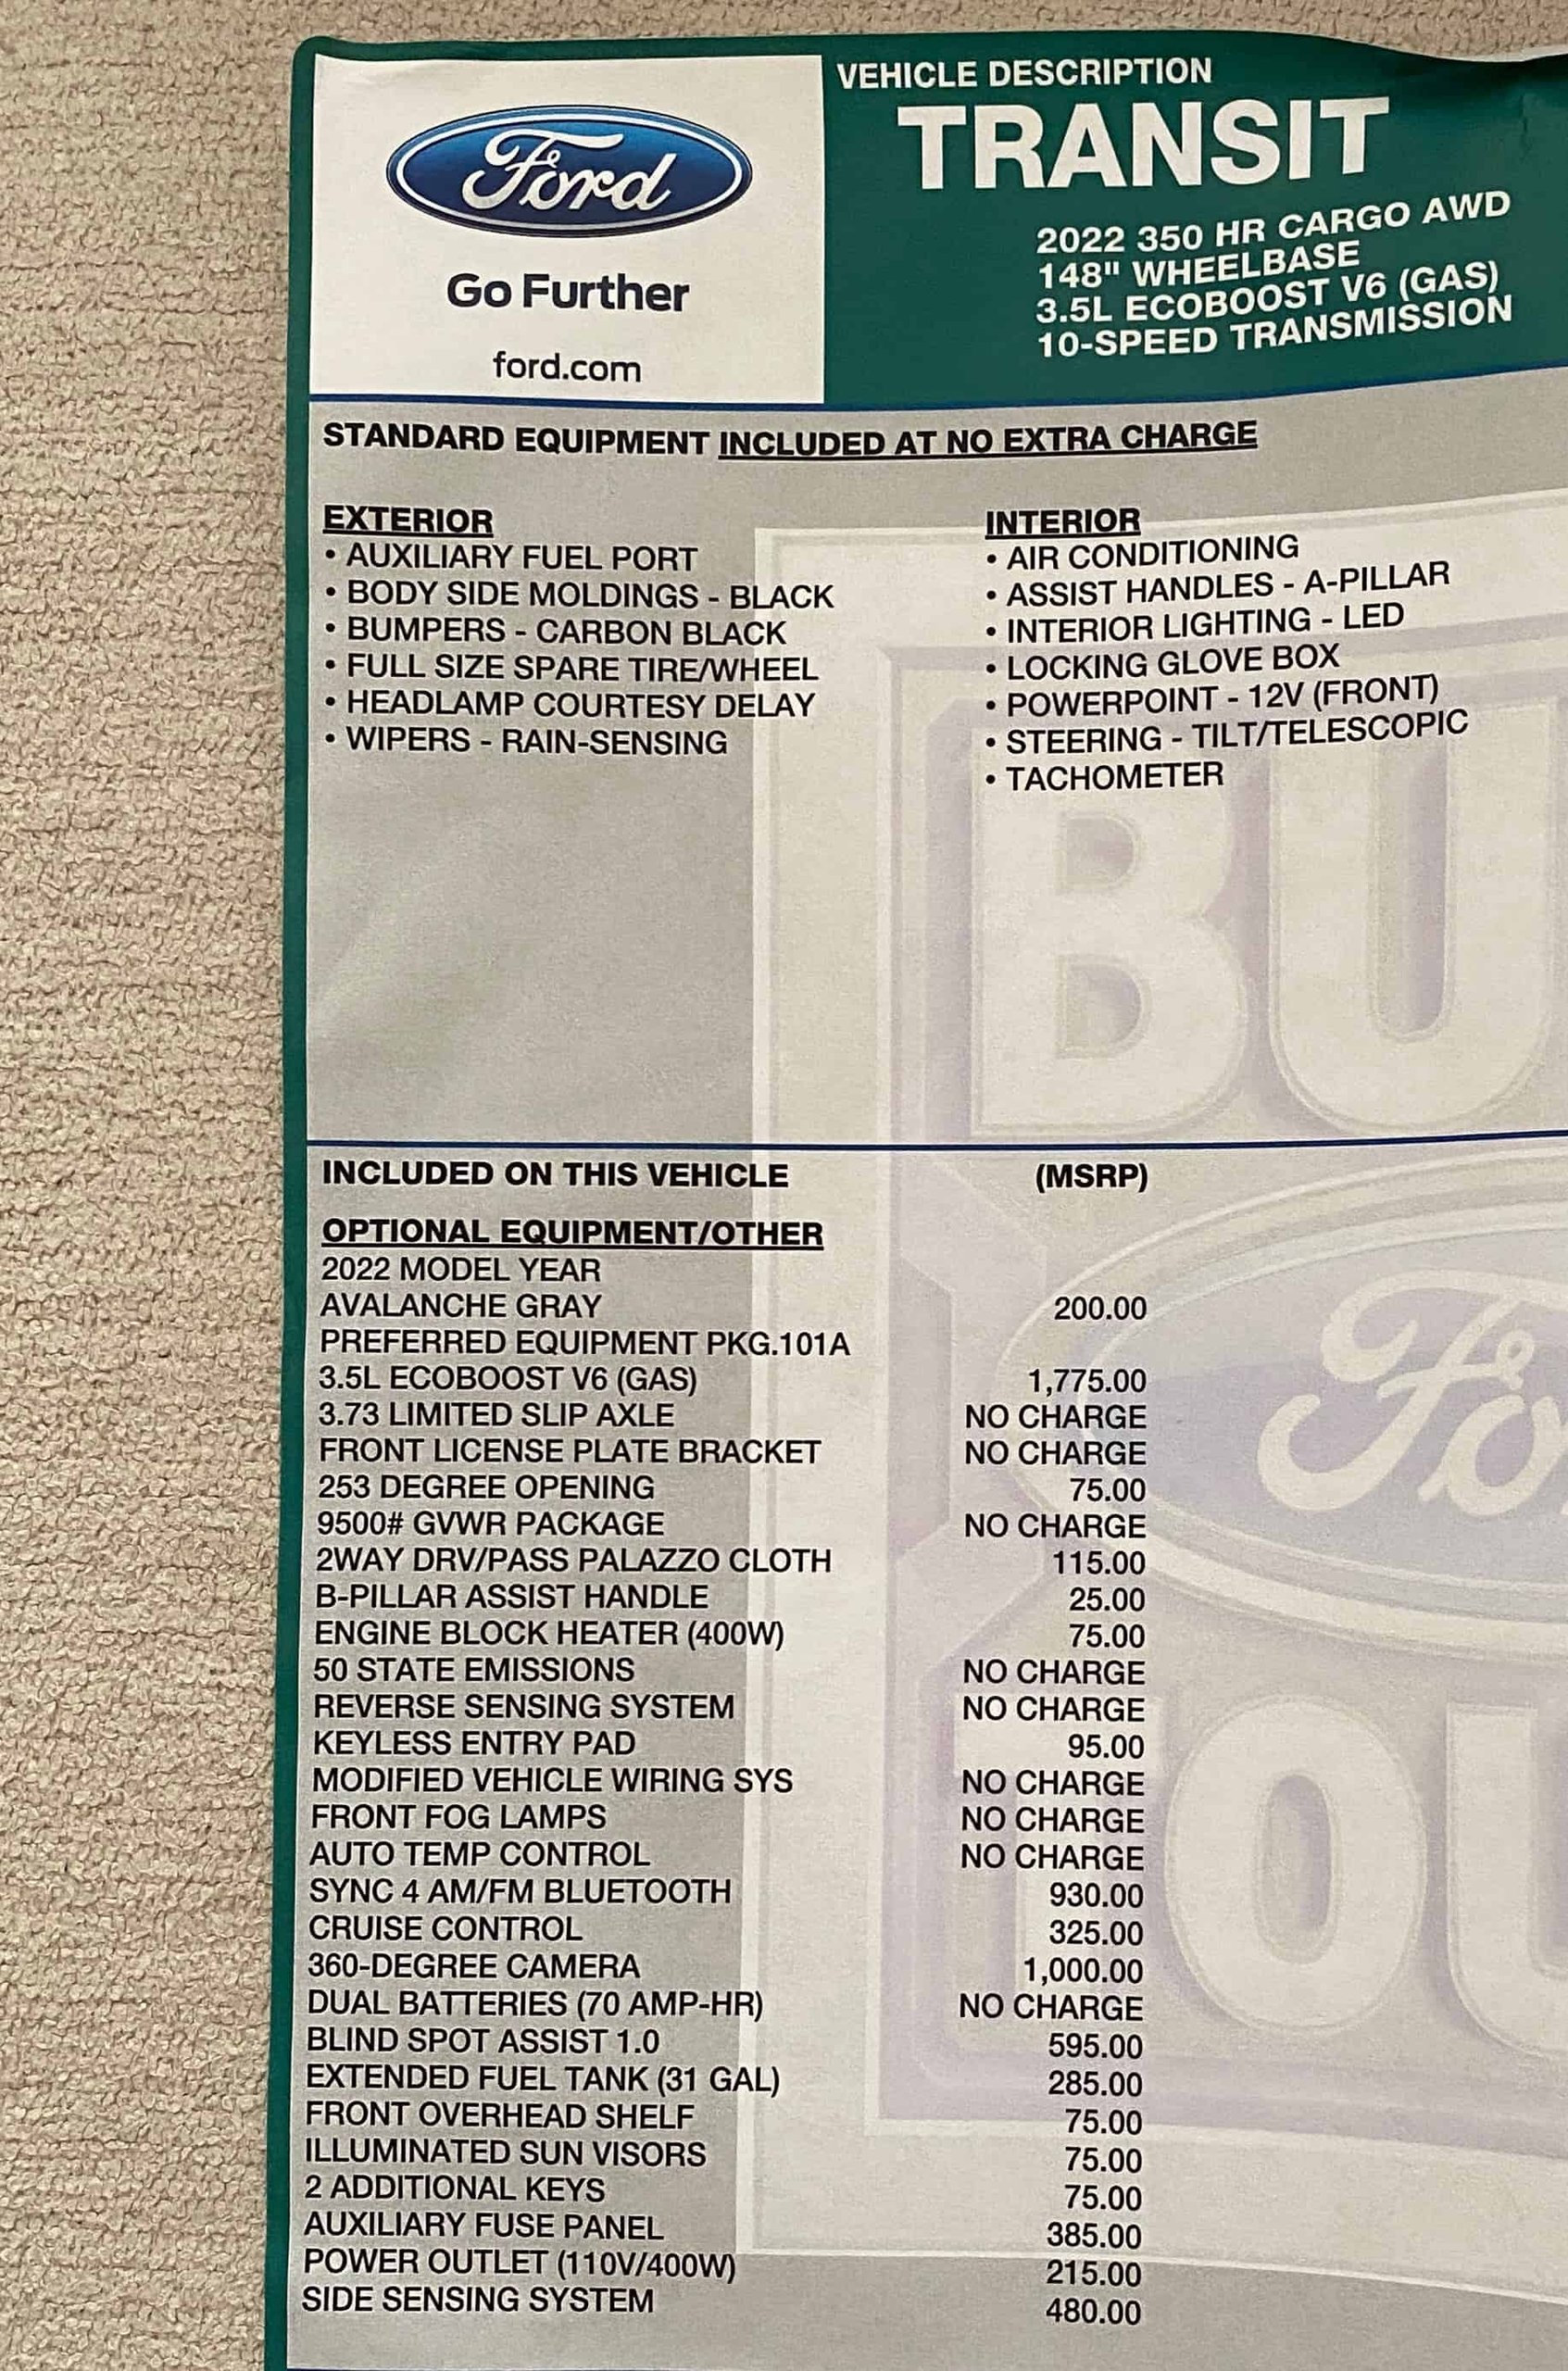 Ford
Go Further
ford.com
VEHICLE DESCRIPTION
TRANSIT
2022 350 HR CARGO AWD
148" WHEELBASE
3.5L ECOBOOST V6 (GAS)
10-SPEED TRANSMISSION
STANDARD EQUIPMENT INCLUDED AT NO EXTRA CHARGE
EXTERIOR
• AUXILIARY FUEL PORT
• BODY SIDE MOLDINGS - BLACK
• BUMPERS - CARBON BLACK
• FULL SIZE SPARE TIRE/WHEEL
• HEADLAMP COURTESY DELAY
• WIPERS - RAIN-SENSING
INTERIOR
• AIR CONDITIONING
• ASSIST HANDLES - A-PILLAR
• INTERIOR LIGHTING - LED
• LOCKING GLOVE BOX
• POWERPOINT - 12V (FRONT)
• STEERING - TILT/TELESCOPIC
• TACHOMETER
INCLUDED ON THIS VEHICLE (MSRP)
OPTIONAL EQUIPMENT/OTHER
2022 MODEL YEAR
AVALANCHE GRAY 200.00
PREFERRED EQUIPMENT PKG.101A
3.5L ECOBOOST V6 (GAS) 1,775.00
3.73 LIMITED SLIP AXLE NO CHARGE
FRONT LICENSE PLATE BRACKET NO CHARGE
253 DEGREE OPENING 75.00
9500# GVWR PACKAGE NO CHARGE
2WAY DRV/PASS PALAZZO CLOTH 115.00
B-PILLAR ASSIST HANDLE 25.00
ENGINE BLOCK HEATER (400W) 75.00
50 STATE EMISSIONS NO CHARGE
REVERSE SENSING SYSTEM NO CHARGE
KEYLESS ENTRY PAD 95.00
MODIFIED VEHICLE WIRING SYS NO CHARGE
FRONT FOG LAMPS NO CHARGE
AUTO TEMP CONTROL NO CHARGE
SYNC 4 AM/FM BLUETOOTH 930.00
CRUISE CONTROL 325.00
360-DEGREE CAMERA 1,000.00
DUAL BATTERIES (70 AMP-HR) NO CHARGE
BLIND SPOT ASSIST 1.0 595.00
EXTENDED FUEL TANK (31 GAL) 285.00
FRONT OVERHEAD SHELF 75.00
ILLUMINATED SUN VISORS 75.00
2 ADDITIONAL KEYS 75.00
AUXILIARY FUSE PANEL 385.00
POWER OUTLET (110V/400W) 215.00
SIDE SENSING SYSTEM 480.00